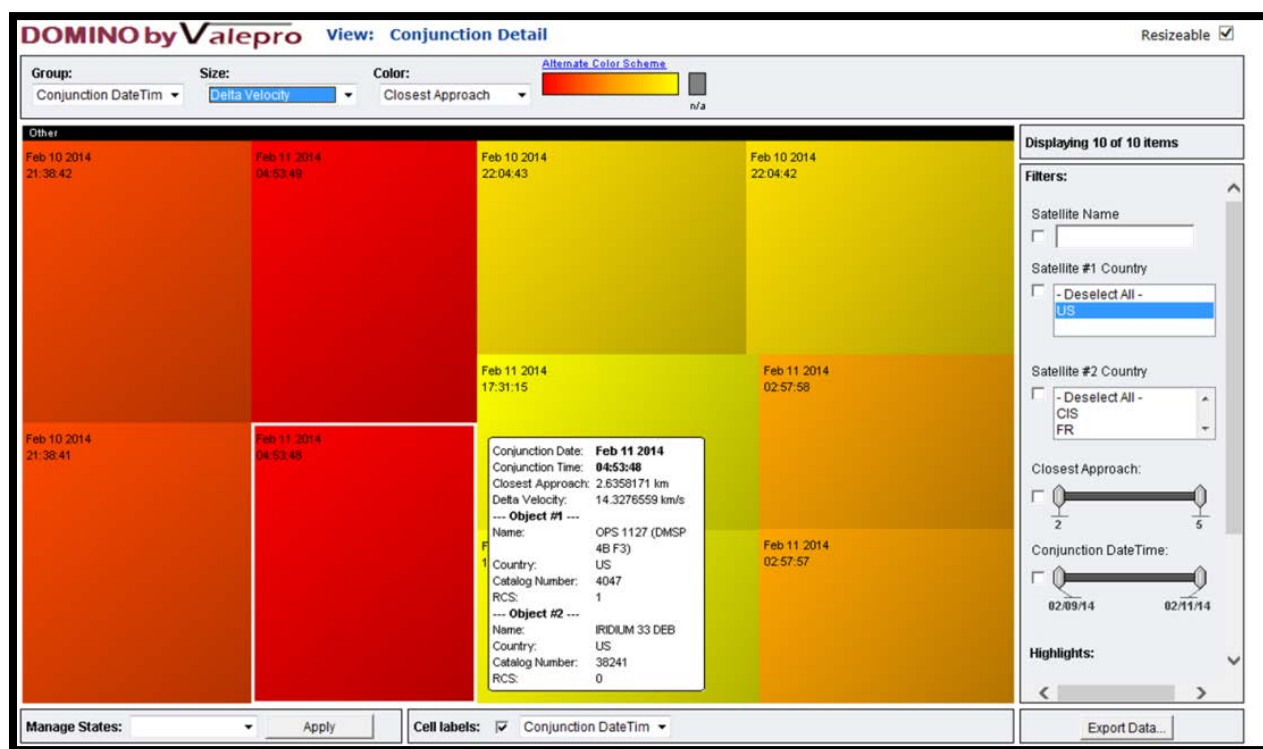 DOMINO by Valepro View: Conjunction Detail
Resizeable
Group: Size: Color: Alternate Color Scheme
Conjunction DateTim Delta Velocity Closest Approach
n/a
Other
Feb 10 2014
21:38:42
Feb 11 2014
04:53:49
Feb 10 2014
22:04:43
Feb 10 2014
22:04:42
Feb 11 2014
17:31:15
Feb 11 2014
02:57:58
Feb 10 2014
21:38:41
Feb 11 2014
04:53:48
Conjunction Date: Feb 11 2014
Conjunction Time: 04:53:48
Closest Approach: 2.6358171 km
Delta Velocity: 14.3276559 km/s
--- Object #1 ---
Name: OPS 1127 (DMSP
4B F3)
Country: US
Catalog Number: 4047
RCS: 1
--- Object #2 ---
Name: IRIDIUM 33 DEB
Country: US
Catalog Number: 38241
RCS: 0
F
1
Feb 11 2014
02:57:57
Displaying 10 of 10 items
Filters:
Satellite Name
Satellite #1 Country
- Deselect All -
US
Satellite #2 Country
- Deselect All -
CIS
FR
Closest Approach:
2 5
Conjunction DateTime:
02/09/14 02/11/14
Highlights:
Manage States: Apply
Cell labels: Conjunction DateTim
Export Data...